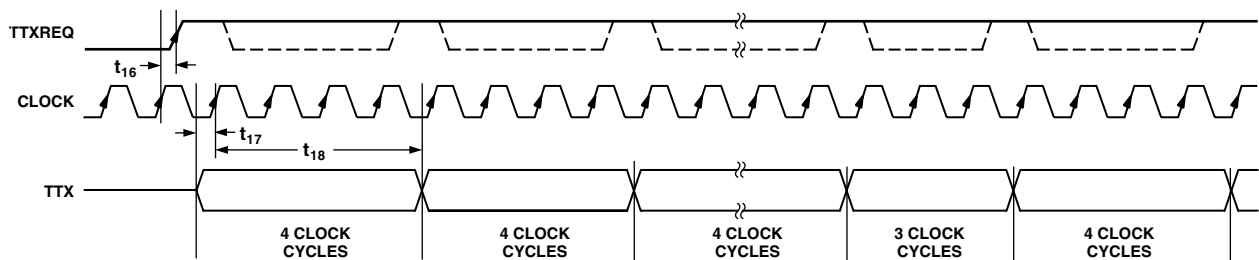 TTXREQ
t16
CLOCK
t17
t18
TTX
4 CLOCK
CYCLES
4 CLOCK
CYCLES
4 CLOCK
CYCLES
3 CLOCK
CYCLES
4 CLOCK
CYCLES